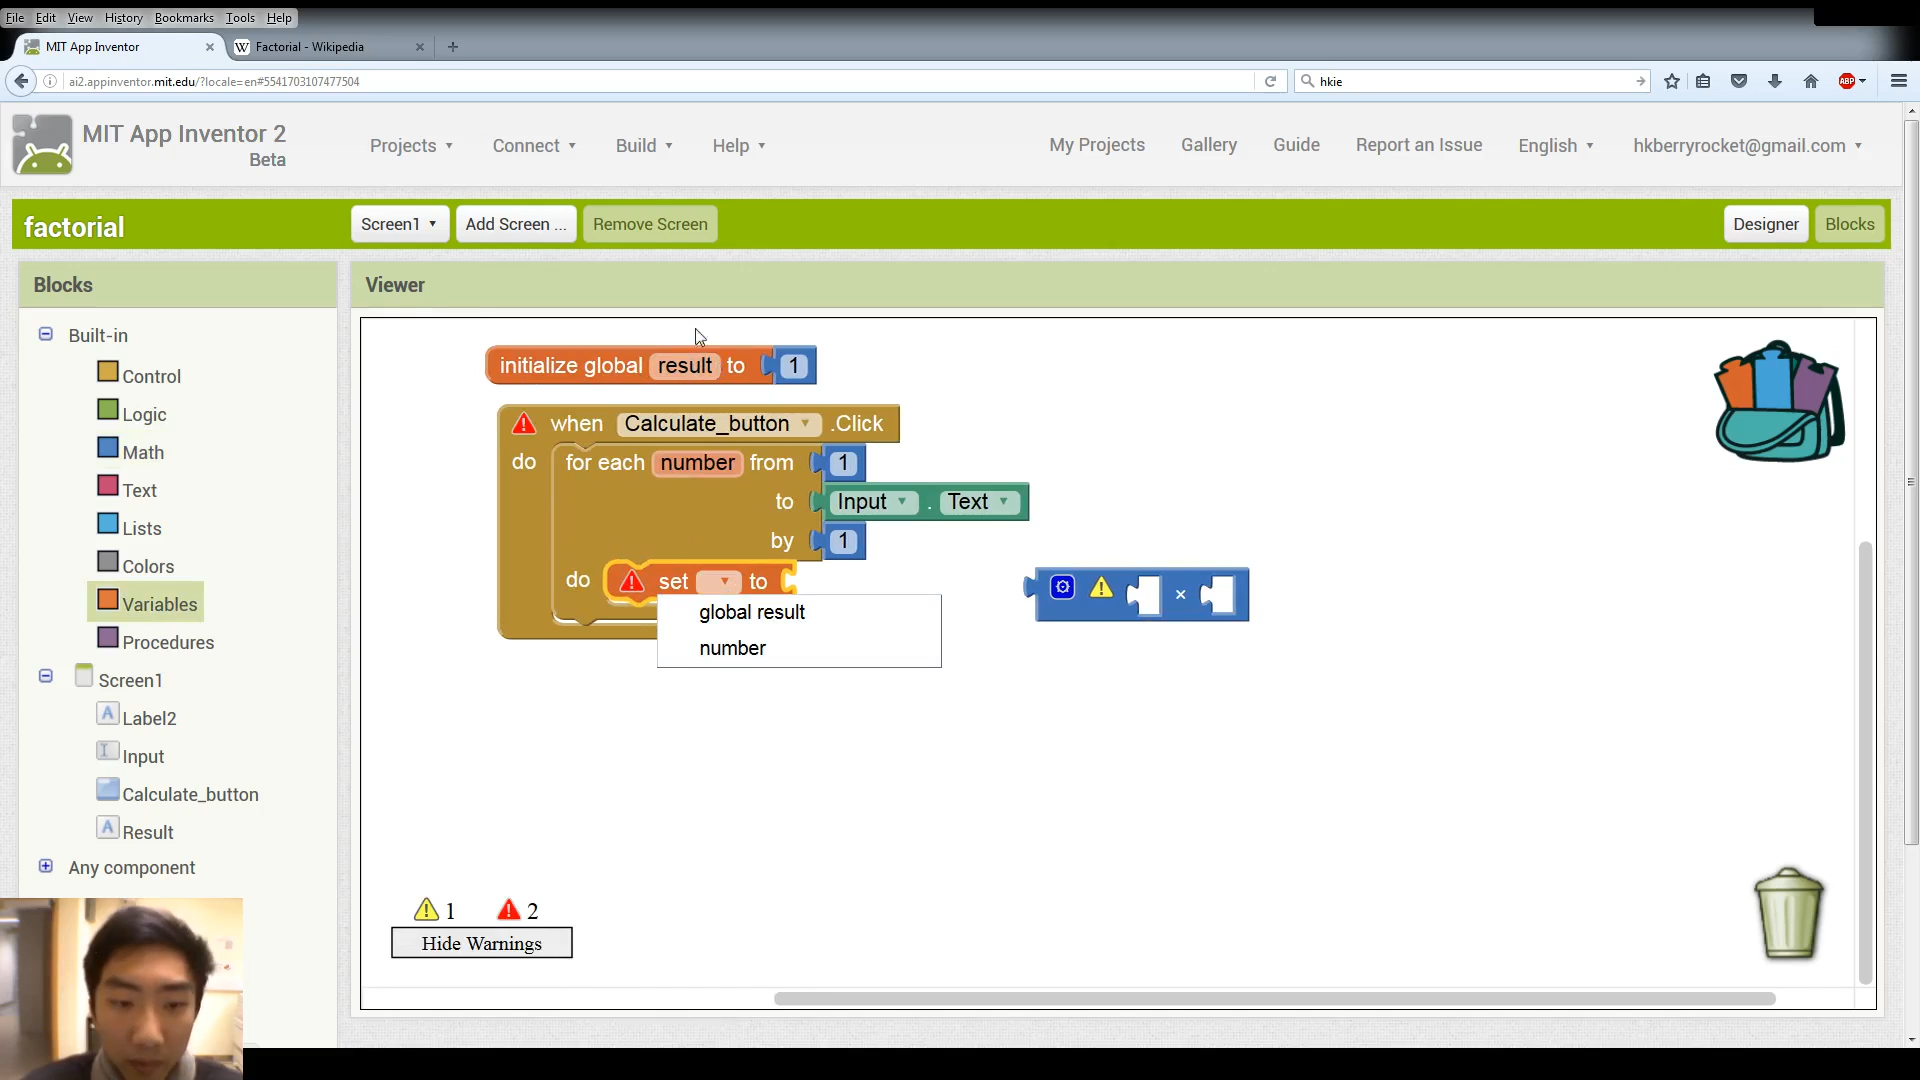 File Edit View History Bookmarks Tools Help
MIT App Inventor
W Factorial - Wikipedia
ai2.appinventor.mit.edu/?locale=en#5541703107477504
hkie
ABP
MIT App Inventor 2
Beta
Projects Connect Build Help
My Projects Gallery Guide Report an Issue English hkberryrocket@gmail.com
factorial
Screen1 Add Screen ... Remove Screen
Designer Blocks
Blocks
Viewer
Built-in
Control
Logic
Math
Text
Lists
Colors
Variables
Procedures
Screen1
Label2
Input
Calculate_button
Result
Any component
initialize global result to 1
when Calculate_button .Click
do for each number from 1
to Input . Text
by 1
do set to
global result
number
×
1 2
Hide Warnings